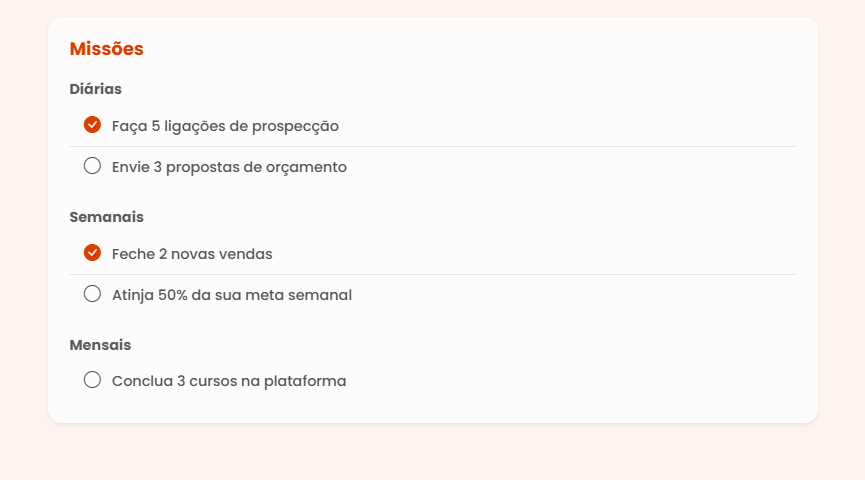 Missões
Diárias
Faça 5 ligações de prospecção
Envie 3 propostas de orçamento
Semanais
Feche 2 novas vendas
Atinja 50% da sua meta semanal
Mensais
Conclua 3 cursos na plataforma